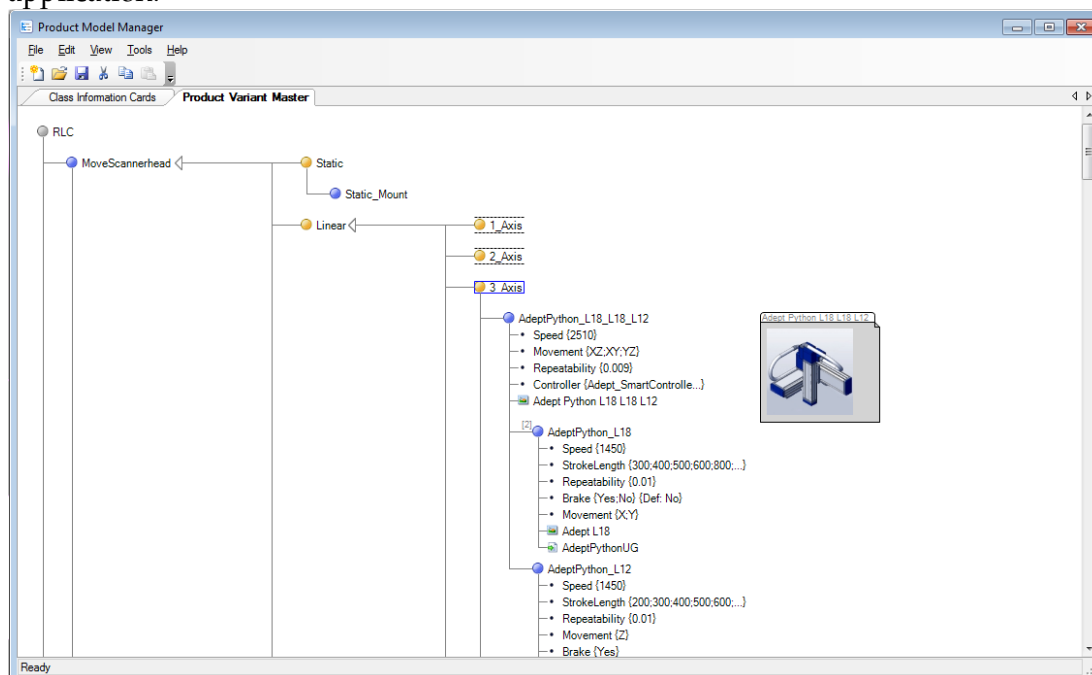 application.
Product Model Manager
File Edit View Tools Help
Class Information Cards Product Variant Master
RLC
MoveScannerhead Static
Static_Mount
Linear 1_Axis
2_Axis
3_Axis
AdeptPython_L18_L18_L12 Adept Python L18 L18 L12
Speed {2510}
Movement {XZ;XY;YZ}
Repeatability {0.009}
Controller {Adept_SmartControlle...}
Adept Python L18 L18 L12
[2] AdeptPython_L18
Speed {1450}
StrokeLength {300;400;500;600;800;...}
Repeatability {0.01}
Brake {Yes;No} {Def: No}
Movement {X;Y}
Adept L18
AdeptPythonUG
AdeptPython_L12
Speed {1450}
StrokeLength {200;300;400;500;600;...}
Repeatability {0.01}
Movement {Z}
Brake {Yes}
Ready